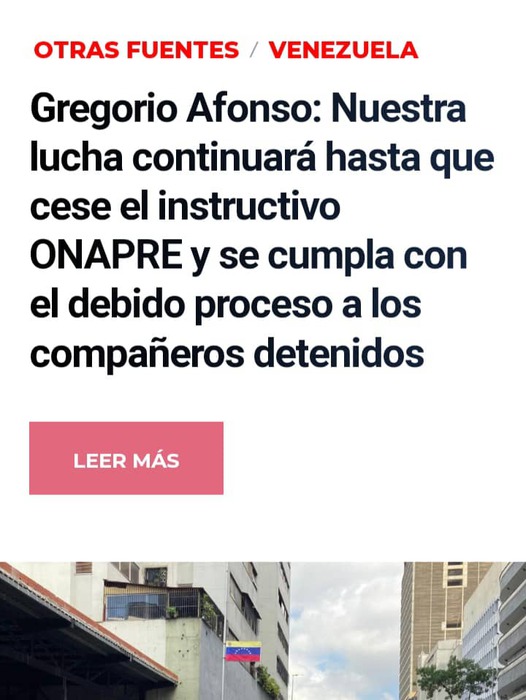 OTRAS FUENTES / VENEZUELA
Gregorio Afonso: Nuestra
lucha continuará hasta que
cese el instructivo
ONAPRE y se cumpla con
el debido proceso a los
compañeros detenidos
LEER MÁS